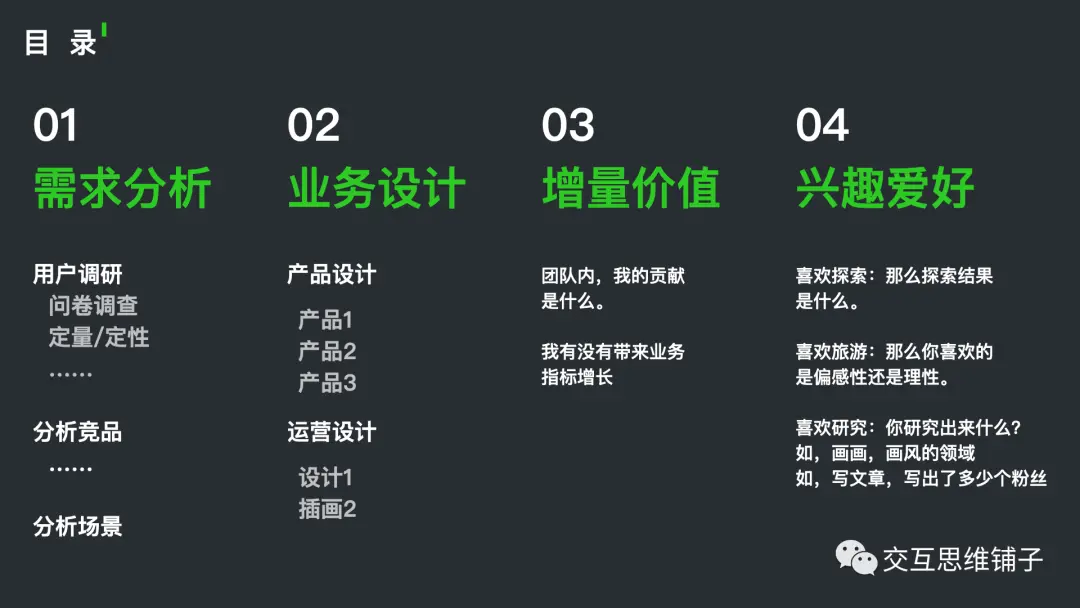 目 录
01
需求分析
用户调研
问卷调查
定量/定性
……
分析竞品
……
分析场景
02
业务设计
产品设计
产品1
产品2
产品3
运营设计
设计1
插画2
03
增量价值
团队内，我的贡献
是什么。
我有没有带来业务
指标增长
04
兴趣爱好
喜欢探索：那么探索结果
是什么。
喜欢旅游：那么你喜欢的
是偏感性还是理性。
喜欢研究：你研究出来什么？
如，画画，画风的领域
如，写文章，写出了多少个粉丝
交互思维铺子